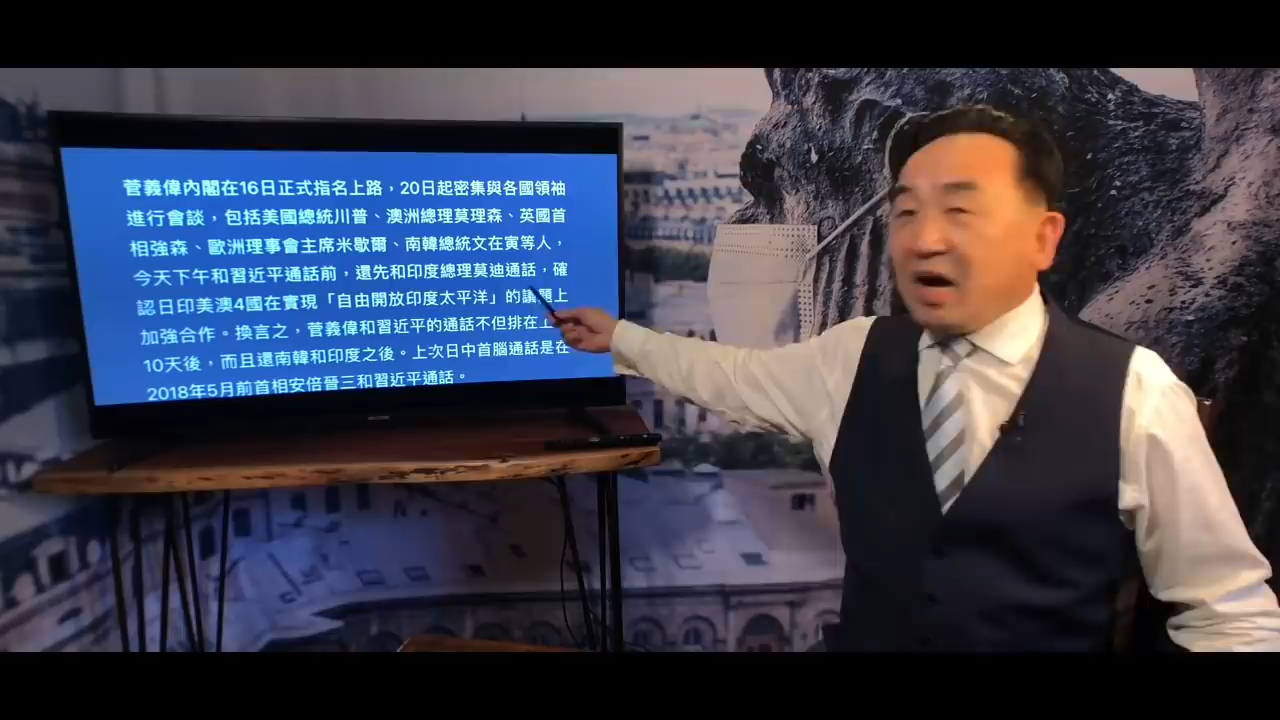 菅義偉內閣在16日正式指名上路，20日起密集與各國領袖
進行會談，包括美國總統川普、澳洲總理莫理森、英國首
相強森、歐洲理事會主席米歇爾、南韓總統文在寅等人，
今天下午和習近平通話前，還先和印度總理莫迪通話，確
認日印美澳4國在實現「自由開放印度太平洋」的議題上
加強合作。換言之，菅義偉和習近平的通話不但排在上
10天後，而且還南韓和印度之後。上次日中首腦通話是在
2018年5月前首相安倍晉三和習近平通話。